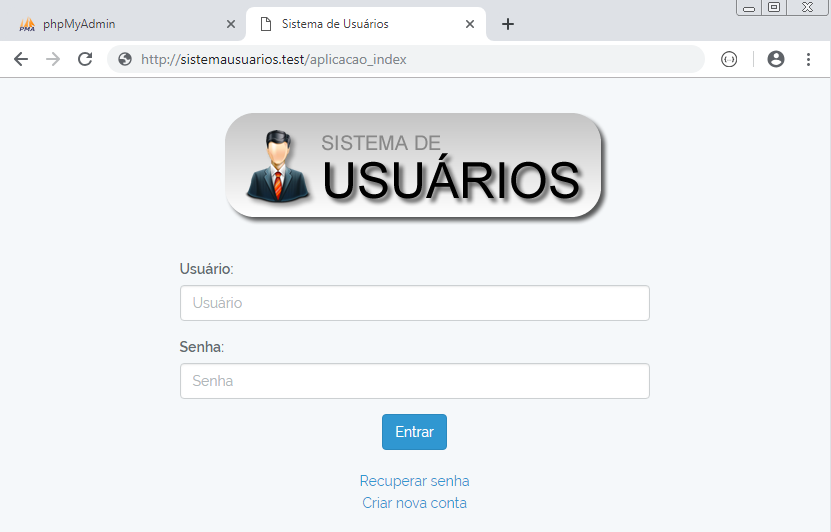 phpMyAdmin
Sistema de Usuários
http://sistemausuarios.test/aplicacao_index
SISTEMA DE
USUÁRIOS
Usuário:
Usuário
Senha:
Senha
Entrar
Recuperar senha
Criar nova conta